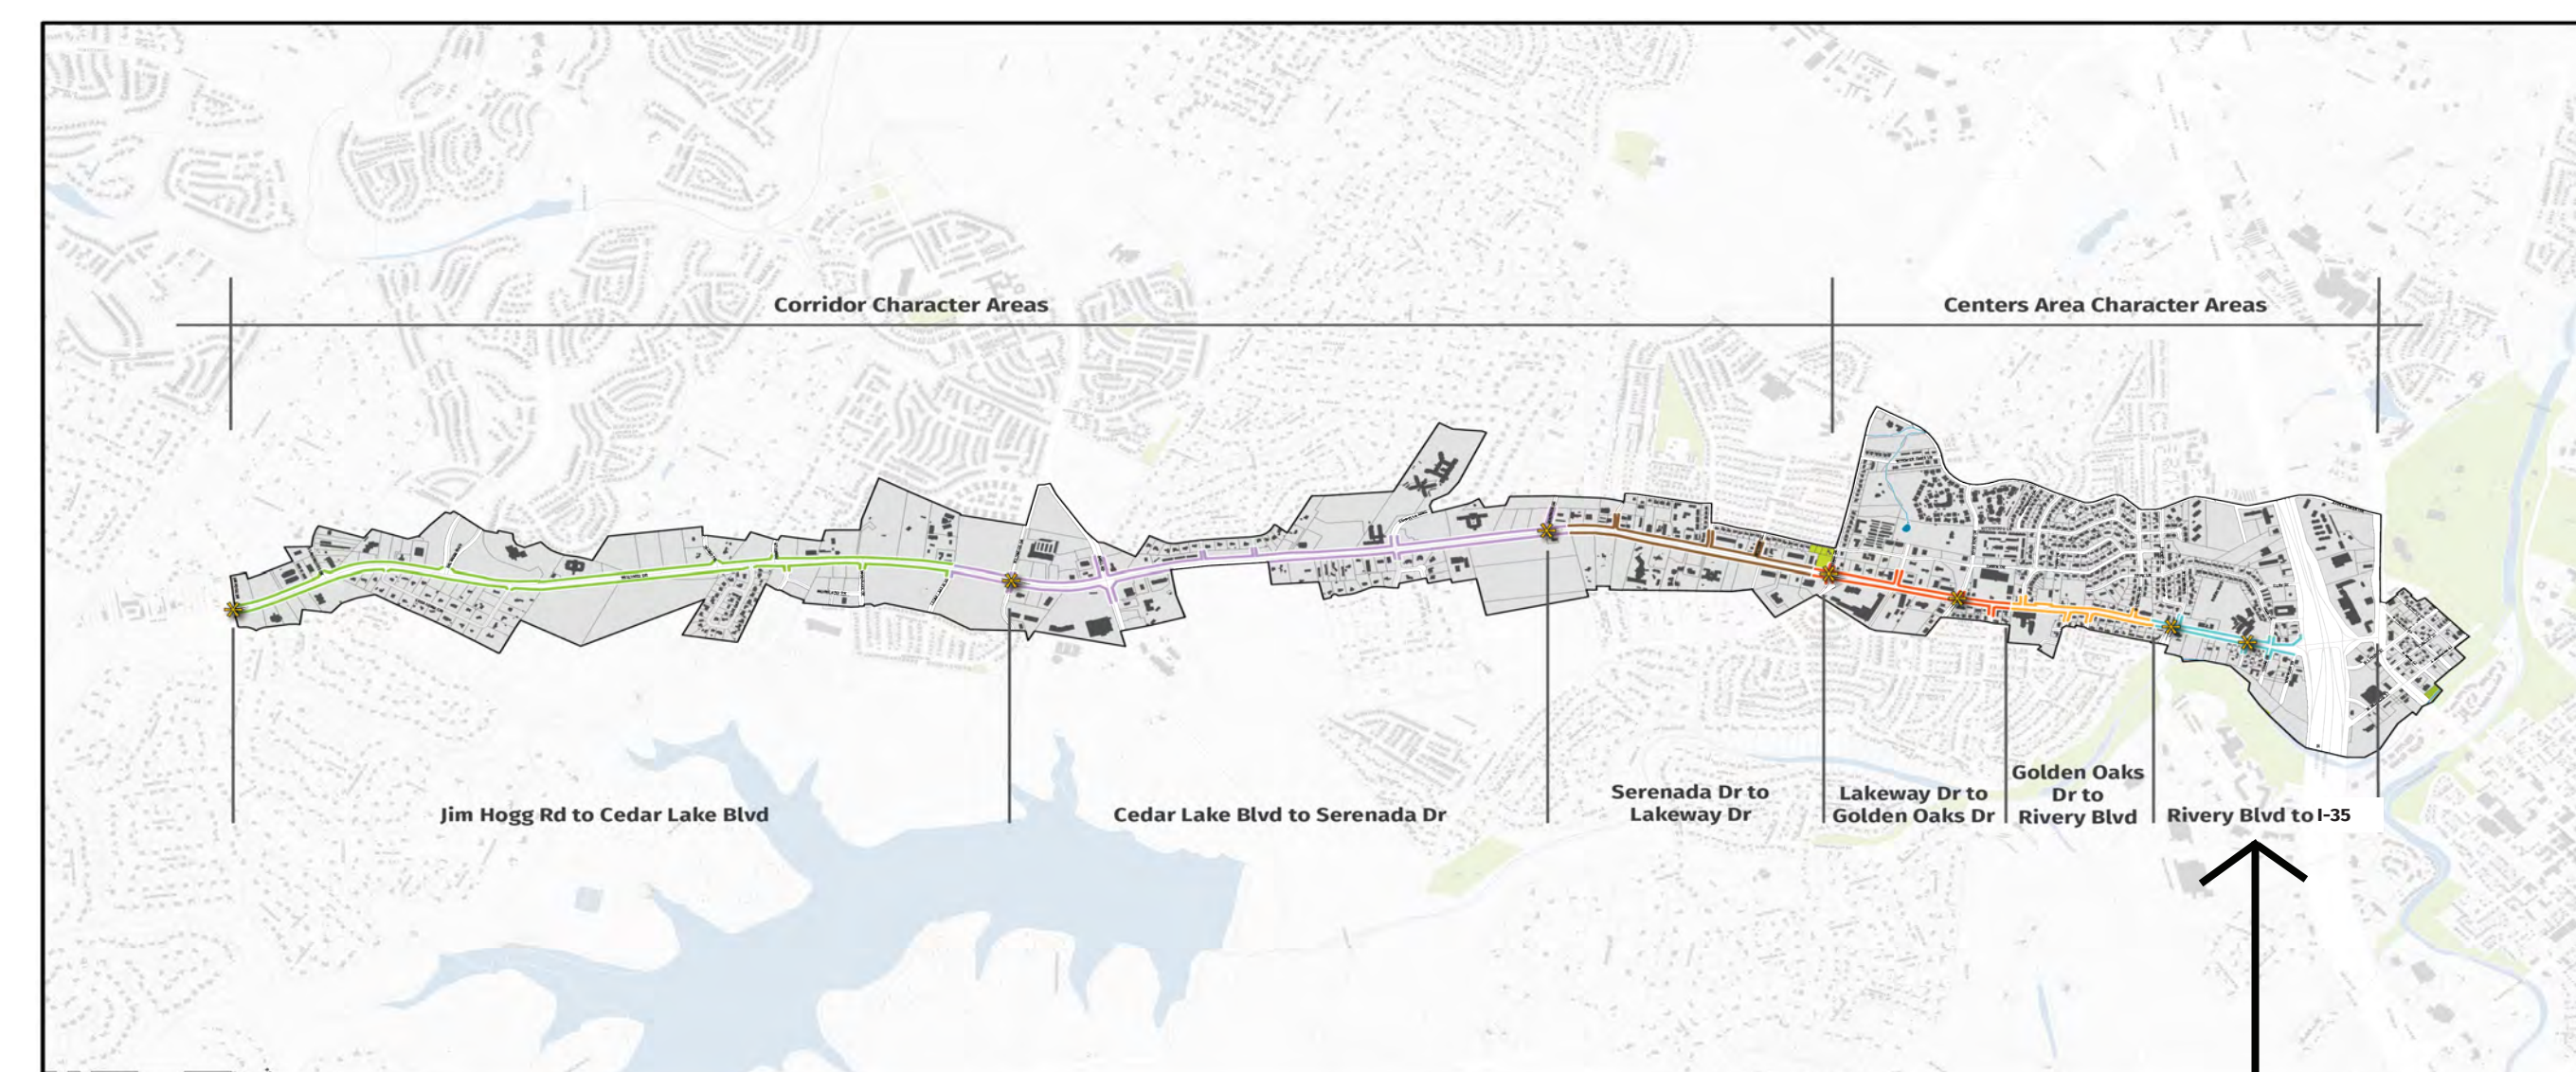 Corridor Character Areas
Centers Area Character Areas
Jim Hogg Rd to Cedar Lake Blvd
Cedar Lake Blvd to Serenada Dr
Serenada Dr to
Lakeway Dr
Lakeway Dr to
Golden Oaks Dr
Golden Oaks
Dr to
Rivery Blvd
Rivery Blvd to I-35